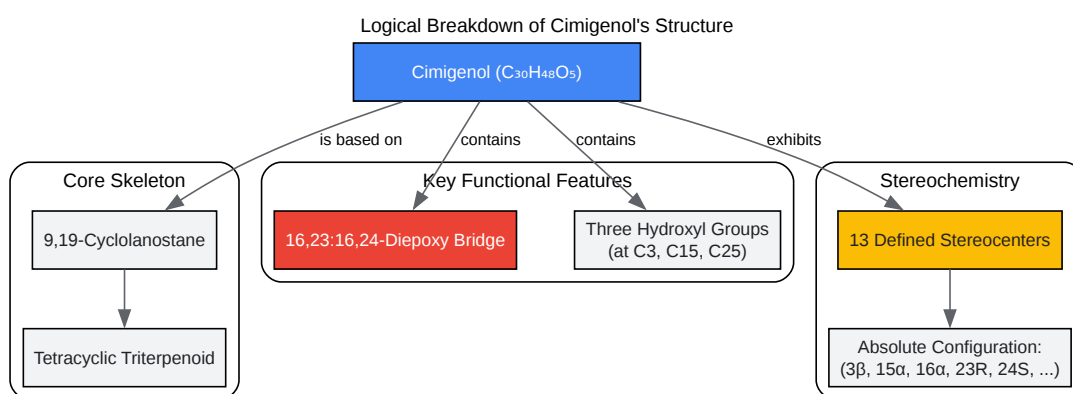 Logical Breakdown of Cimigenol's Structure
Cimigenol (C₃₀H₄₈O₅)
is based on
contains
contains
exhibits
Core Skeleton
9,19-Cyclolanostane
Tetracyclic Triterpenoid
Key Functional Features
16,23:16,24-Diepoxy Bridge
Three Hydroxyl Groups
(at C3, C15, C25)
Stereochemistry
13 Defined Stereocenters
Absolute Configuration:
(3β, 15α, 16α, 23R, 24S, ...)